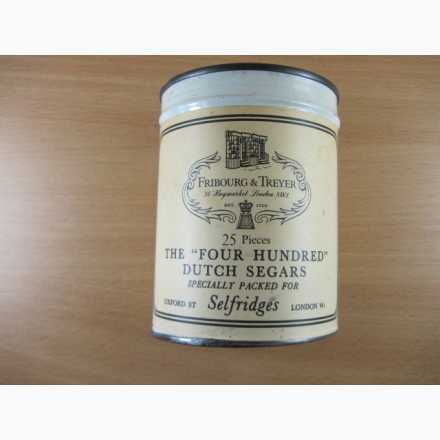 FRIBOURG & TREYER
34 Haymarket London SW1
EST. 1720
25 Pieces
THE "FOUR HUNDRED"
DUTCH SEGARS
SPECIALLY PACKED FOR
OXFORD ST Selfridges LONDON W1